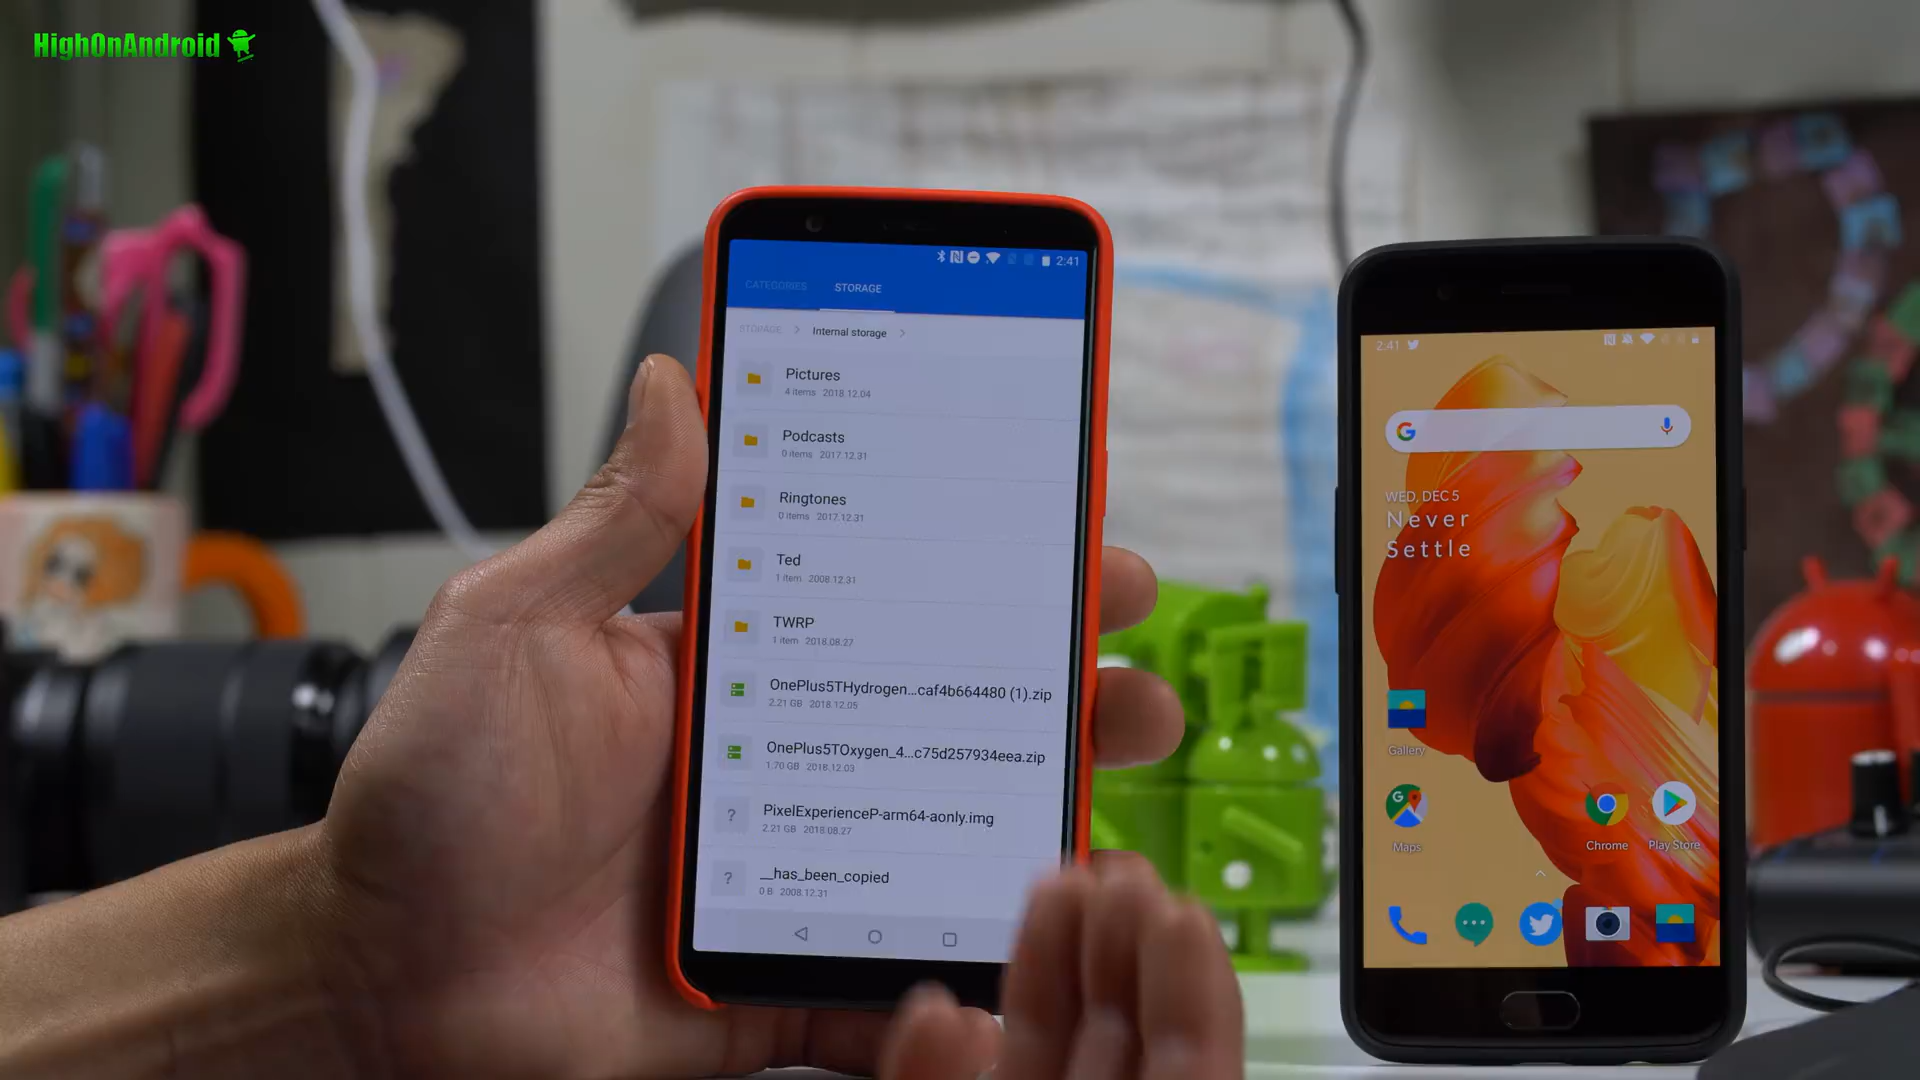 HighOnAndroid
2:41
CATEGORIES
STORAGE
STORAGE > Internal storage >
Pictures
4 items 2018.12.04
Podcasts
0 items 2017.12.31
Ringtones
0 items 2017.12.31
Ted
1 item 2008.12.31
TWRP
1 item 2018.08.27
OnePlus5THydrogen...caf4b664480 (1).zip
2.21 GB 2018.12.05
OnePlus5TOxygen_4...c75d257934eea.zip
1.70 GB 2018.12.03
PixelExperienceP-arm64-aonly.img
2.21 GB 2018.08.27
__has_been_copied
0 B 2008.12.31
2:41
WED, DEC 5
Never
Settle
Gallery
Maps
Chrome
Play Store